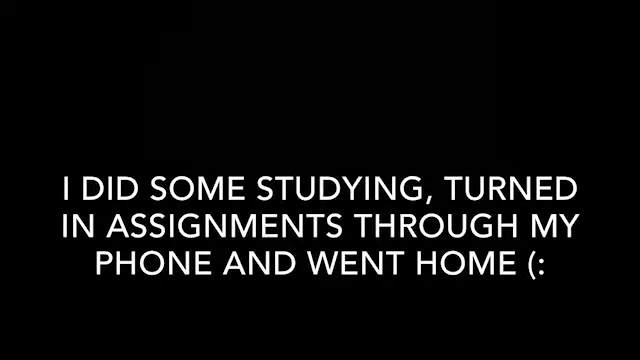 I DID SOME STUDYING, TURNED
IN ASSIGNMENTS THROUGH MY
PHONE AND WENT HOME (: